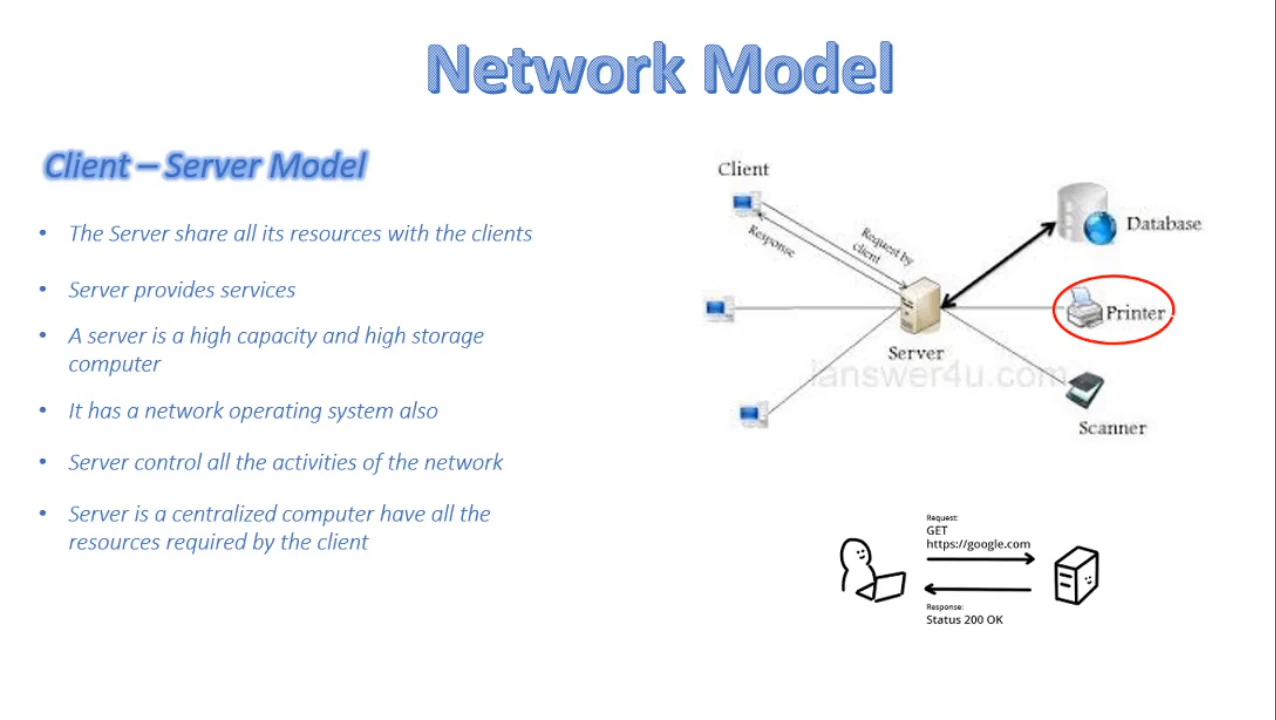 Network Model
Client – Server Model
• The Server share all its resources with the clients
• Server provides services
• A server is a high capacity and high storage
computer
• It has a network operating system also
• Server control all the activities of the network
• Server is a centralized computer have all the
resources required by the client
Client
Response
Request by
client
Database
Printer
Server
ianswer4u.com
Scanner
Request:
GET
https://google.com
Response:
Status 200 OK